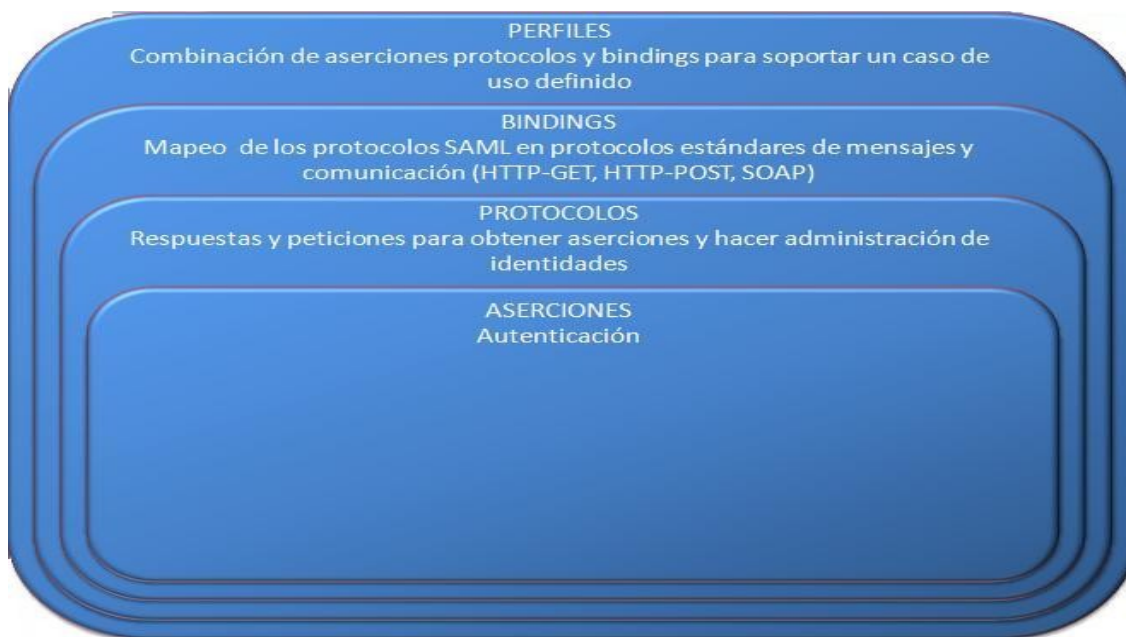 PERFILES
Combinación de aserciones protocolos y bindings para soportar un caso de
uso definido
BINDINGS
Mapeo de los protocolos SAML en protocolos estándares de mensajes y
comunicación (HTTP-GET, HTTP-POST, SOAP)
PROTOCOLOS
Respuestas y peticiones para obtener aserciones y hacer administración de
identidades
ASERCIONES
Autenticación